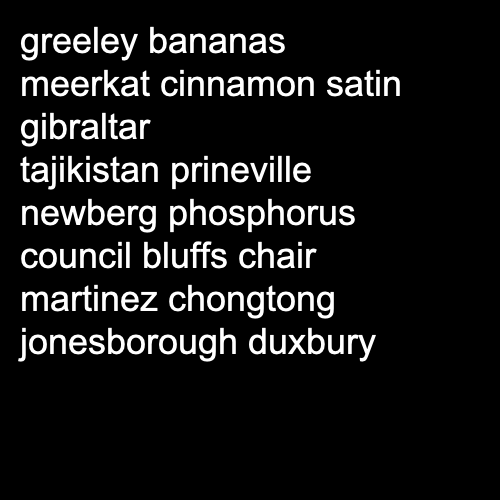 greeley bananas
meerkat cinnamon satin
gibraltar
tajikistan prineville
newberg phosphorus
council bluffs chair
martinez chongtong
jonesborough duxbury